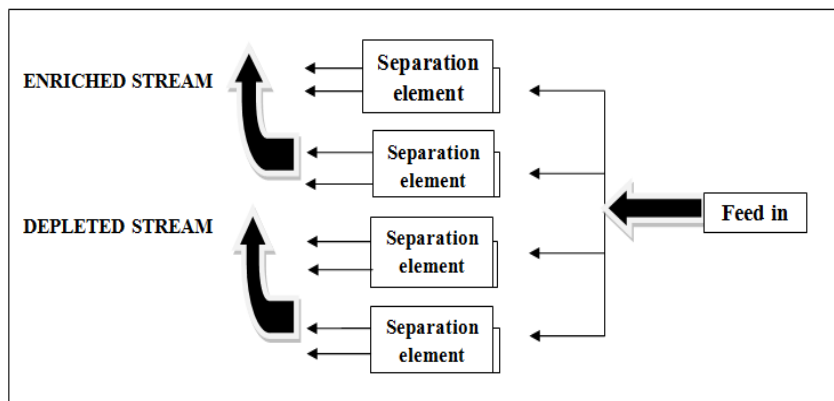 ENRICHED STREAM
Separation
element
Separation
element
DEPLETED STREAM
Separation
element
Separation
element
Feed in